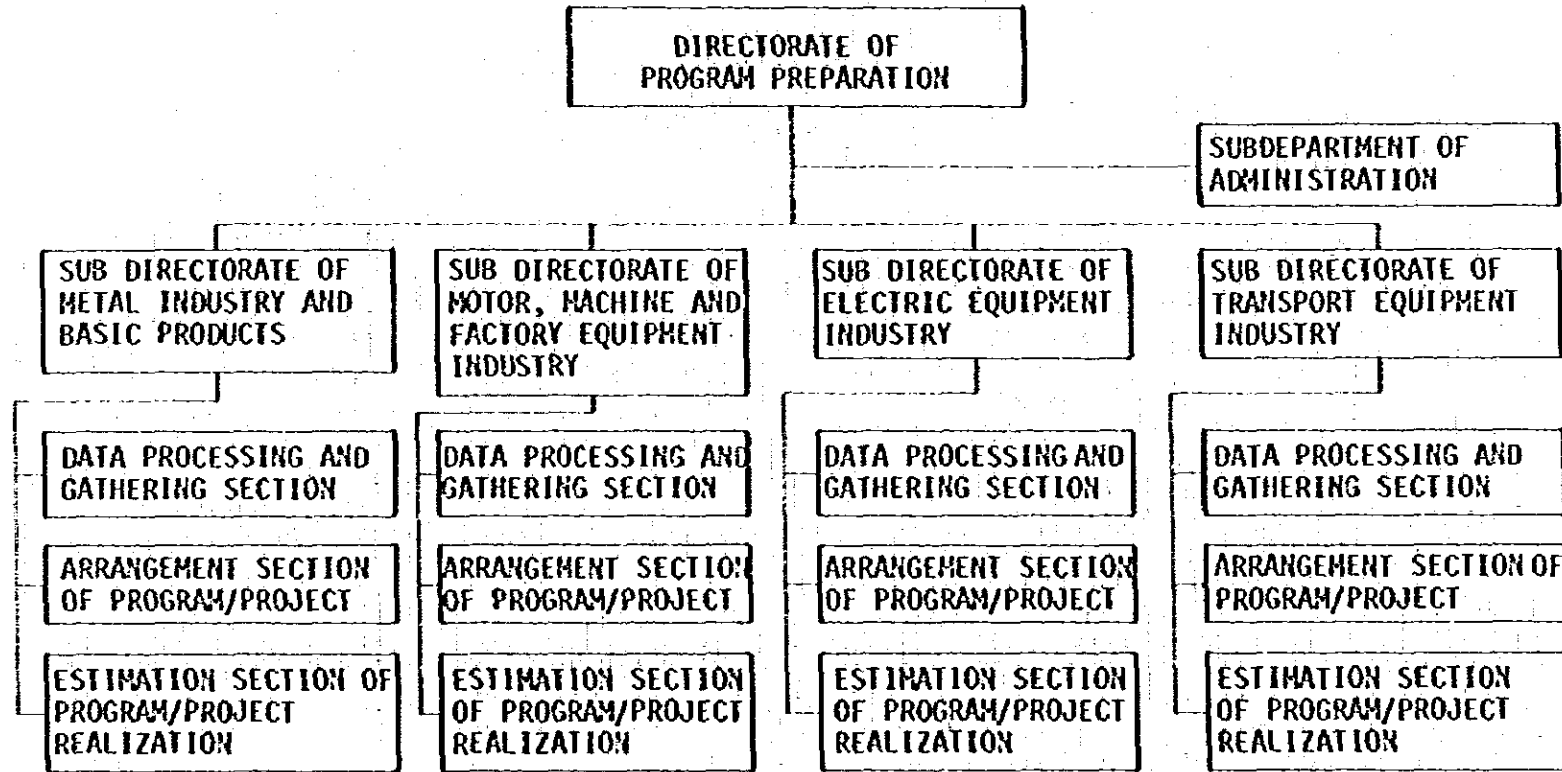 DIRECTORATE OF
PROGRAM PREPARATION
SUBDEPARTMENT OF
ADMINISTRATION
SUB DIRECTORATE OF
METAL INDUSTRY AND
BASIC PRODUCTS
SUB DIRECTORATE OF
MOTOR, MACHINE AND
FACTORY EQUIPMENT
INDUSTRY
SUB DIRECTORATE OF
ELECTRIC EQUIPMENT
INDUSTRY
SUB DIRECTORATE OF
TRANSPORT EQUIPMENT
INDUSTRY
DATA PROCESSING AND
GATHERING SECTION
DATA PROCESSING AND
GATHERING SECTION
DATA PROCESSING AND
GATHERING SECTION
DATA PROCESSING AND
GATHERING SECTION
ARRANGEMENT SECTION
OF PROGRAM/PROJECT
ARRANGEMENT SECTION
OF PROGRAM/PROJECT
ARRANGEMENT SECTION
OF PROGRAM/PROJECT
ARRANGEMENT SECTION OF
PROGRAM/PROJECT
ESTIMATION SECTION OF
PROGRAM/PROJECT
REALIZATION
ESTIMATION SECTION
OF PROGRAM/PROJECT
REALIZATION
ESTIMATION SECTION
OF PROGRAM/PROJECT
REALIZATION
ESTIMATION SECTION
OF PROGRAM/PROJECT
REALIZATION